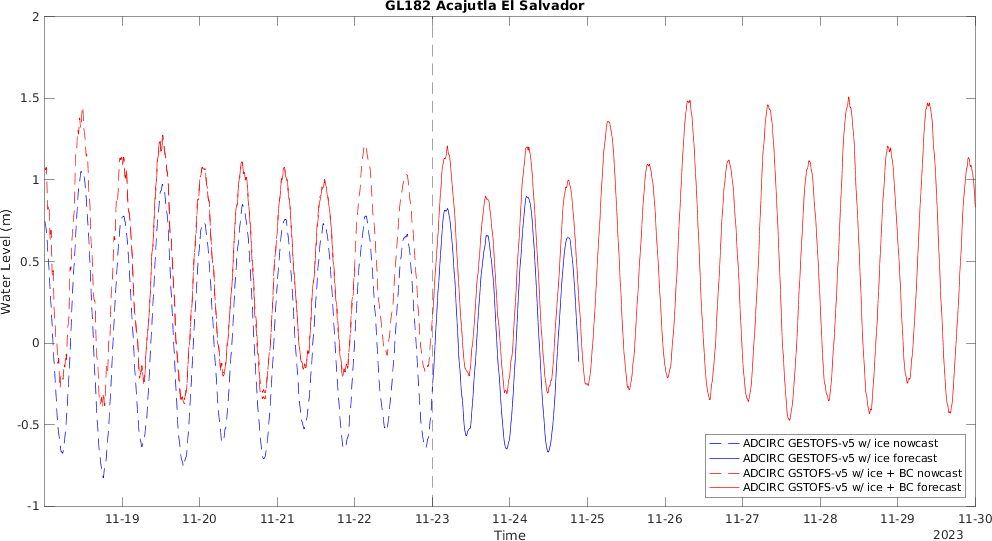 GL182 Acajutla El Salvador
2
1.5
1
0.5
0
-0.5
-1
Water Level (m)
11-19 11-20 11-21 11-22 11-23 11-24 11-25 11-26 11-27 11-28 11-29 11-30
Time
2023
ADCIRC GESTOFS-v5 w/ ice nowcast
ADCIRC GESTOFS-v5 w/ ice forecast
ADCIRC GSTOFS-v5 w/ ice + BC nowcast
ADCIRC GSTOFS-v5 w/ ice + BC forecast